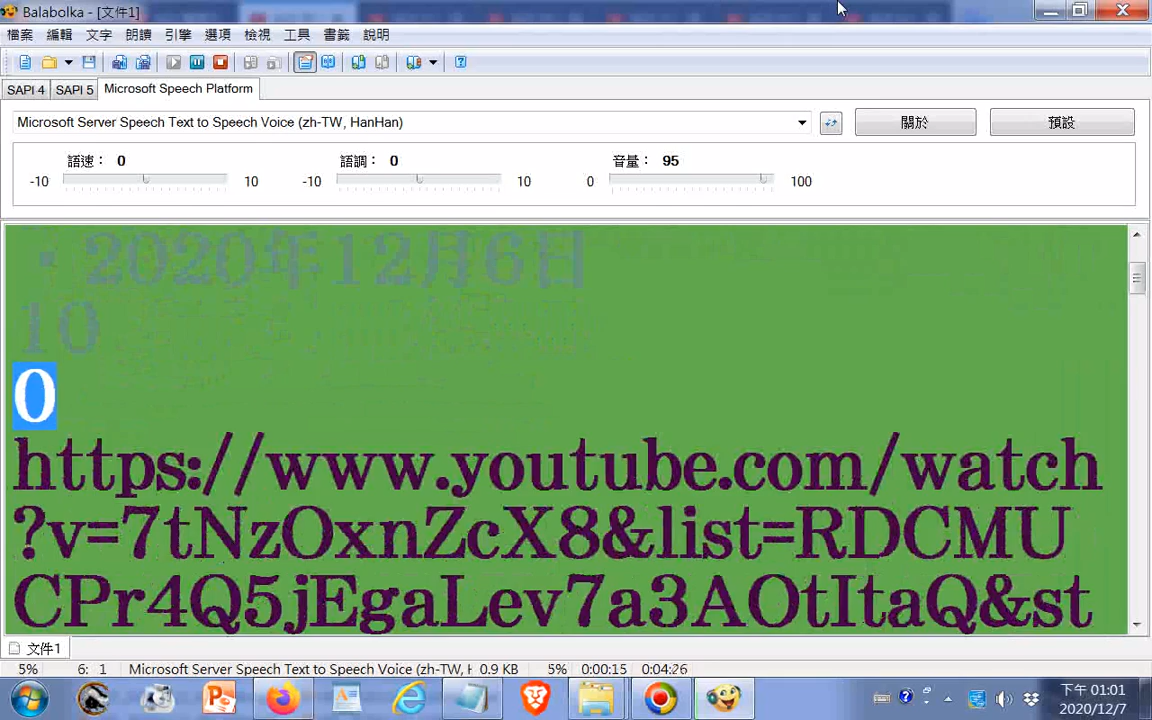 Balabolka - [文件1]
檔案 編輯 文字 朗讀 引擎 選項 檢視 工具 書籤 說明
SAPI 4 SAPI 5 Microsoft Speech Platform
Microsoft Server Speech Text to Speech Voice (zh-TW, HanHan) 關於 預設
語速： 0 語調： 0 音量： 95
-10 10 -10 10 0 100
· 2020年12月6日
10
0
https://www.youtube.com/watch
?v=7tNzOxnZcX8&list=RDCMU
CPr4Q5jEgaLev7a3AOtItaQ&st
文件1
5% 6: 1 Microsoft Server Speech Text to Speech Voice (zh-TW, H 0.9 KB 5% 0:00:15 0:04:26
下午 01:01
2020/12/7